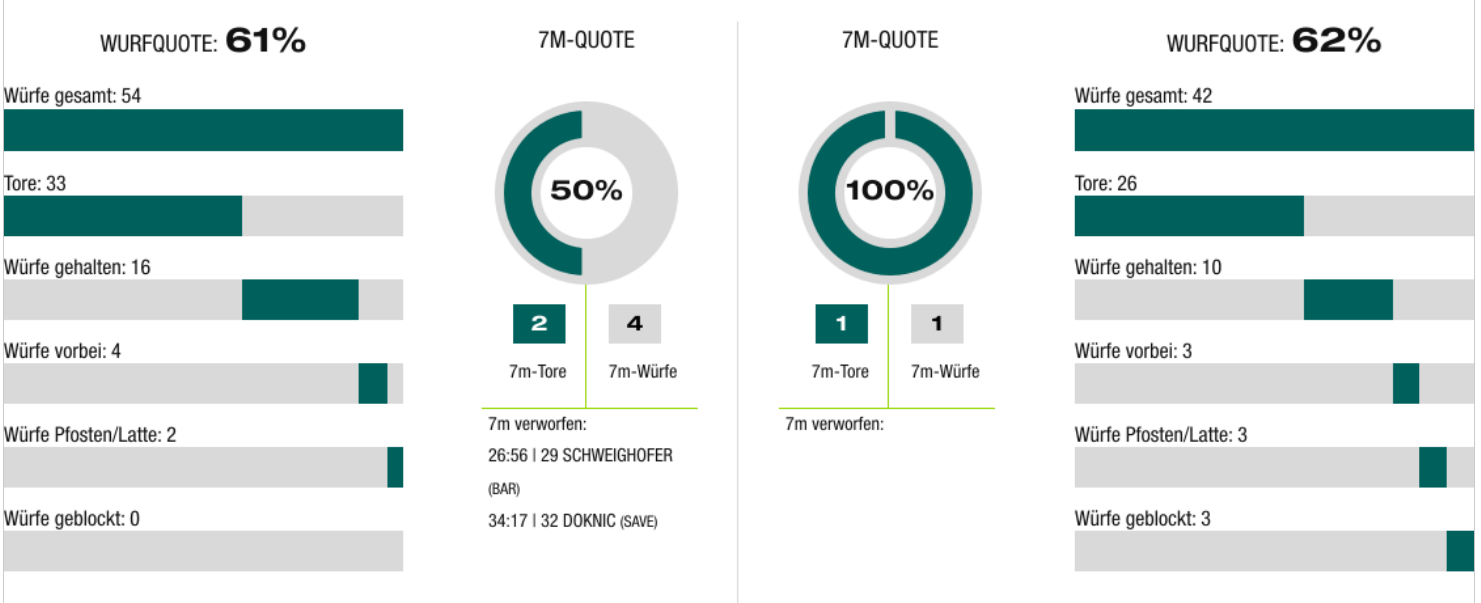 WURFQUOTE: 61%
Würfe gesamt: 54
Tore: 33
Würfe gehalten: 16
Würfe vorbei: 4
Würfe Pfosten/Latte: 2
Würfe geblockt: 0
7M-QUOTE
50%
2 4
7m-Tore 7m-Würfe
7m verworfen:
26:56 | 29 SCHWEIGHOFER
(BAR)
34:17 | 32 DOKNIC (SAVE)
7M-QUOTE
100%
1 1
7m-Tore 7m-Würfe
7m verworfen:
WURFQUOTE: 62%
Würfe gesamt: 42
Tore: 26
Würfe gehalten: 10
Würfe vorbei: 3
Würfe Pfosten/Latte: 3
Würfe geblockt: 3